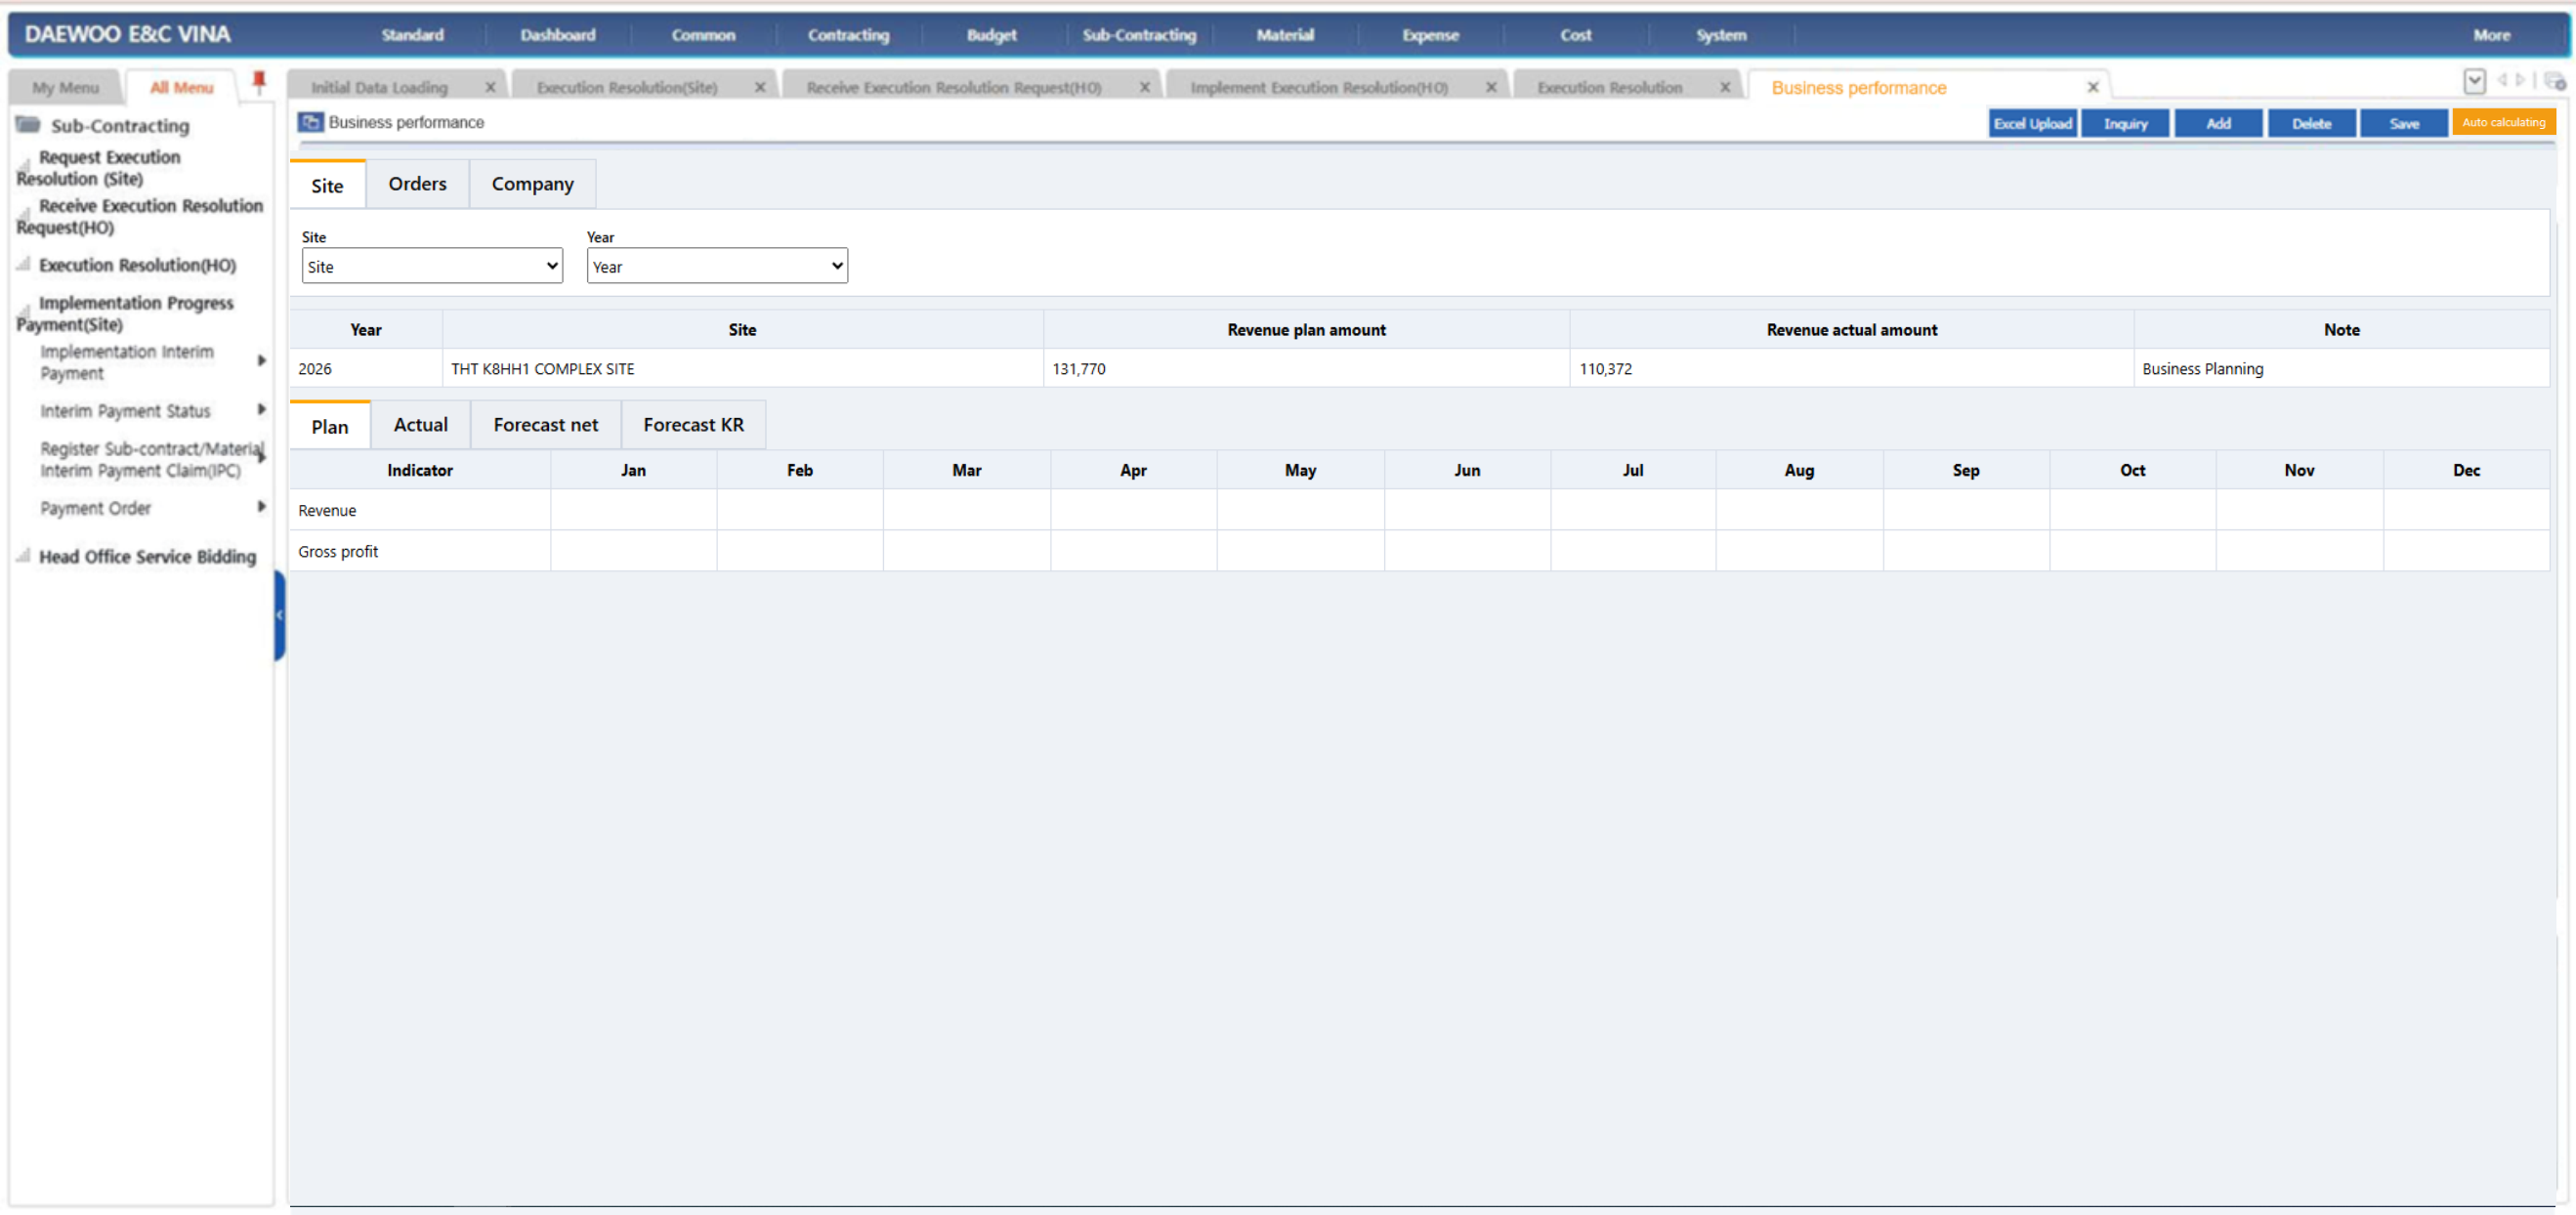 DAEWOO E&C VINA Standard Dashboard Common Contracting Budget Sub-Contracting Material Expense Cost System More
My Menu All Menu Initial Data Loading Execution Resolution(Site) Receive Execution Resolution Request(HO) Implement Execution Resolution(HO) Execution Resolution Business performance
Sub-Contracting
Request Execution
Resolution (Site)
Receive Execution Resolution
Request(HO)
Execution Resolution(HO)
Implementation Progress
Payment(Site)
Implementation Interim
Payment
Interim Payment Status
Register Sub-contract/Material
Interim Payment Claim(IPC)
Payment Order
Head Office Service Bidding
Business performance Excel Upload Inquiry Add Delete Save Auto calculating
Site Orders Company
Site Year
Site Year
Year Site Revenue plan amount Revenue actual amount Note
2026 THT K8HH1 COMPLEX SITE 131,770 110,372 Business Planning
Plan Actual Forecast net Forecast KR
Indicator Jan Feb Mar Apr May Jun Jul Aug Sep Oct Nov Dec
Revenue
Gross profit